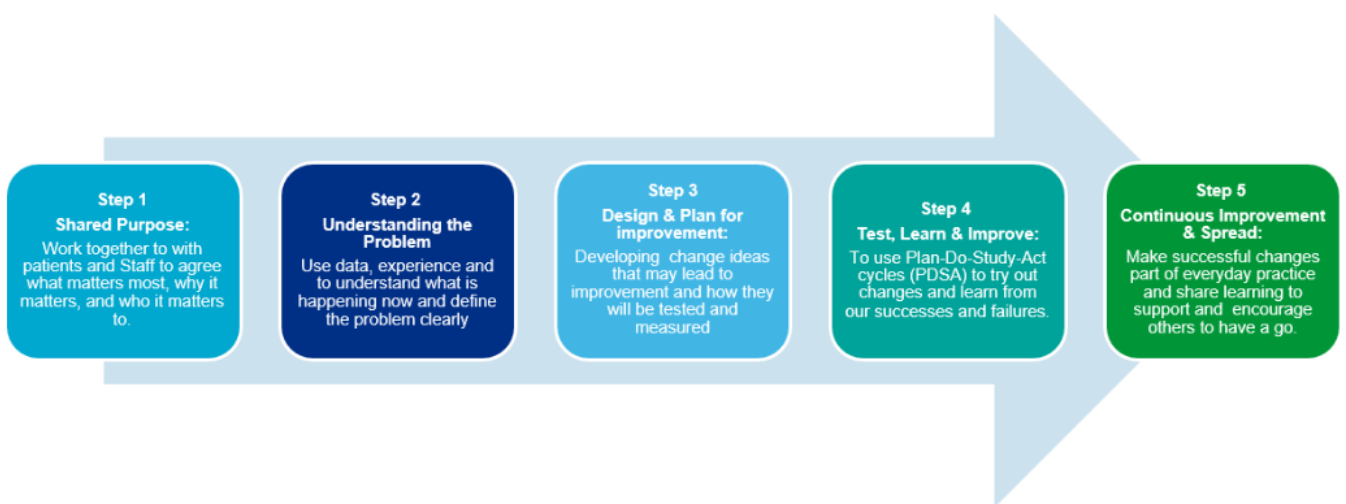 Step 1
Shared Purpose:
Work together to with
patients and Staff to agree
what matters most, why it
matters, and who it matters
to.
Step 2
Understanding the
Problem
Use data, experience and
to understand what is
happening now and define
the problem clearly
Step 3
Design & Plan for
improvement:
Developing change ideas
that may lead to
improvement and how they
will be tested and
measured
Step 4
Test, Learn & Improve:
To use Plan-Do-Study-Act
cycles (PDSA) to try out
changes and learn from
our successes and failures.
Step 5
Continuous Improvement
& Spread:
Make successful changes
part of everyday practice
and share learning to
support and encourage
others to have a go.